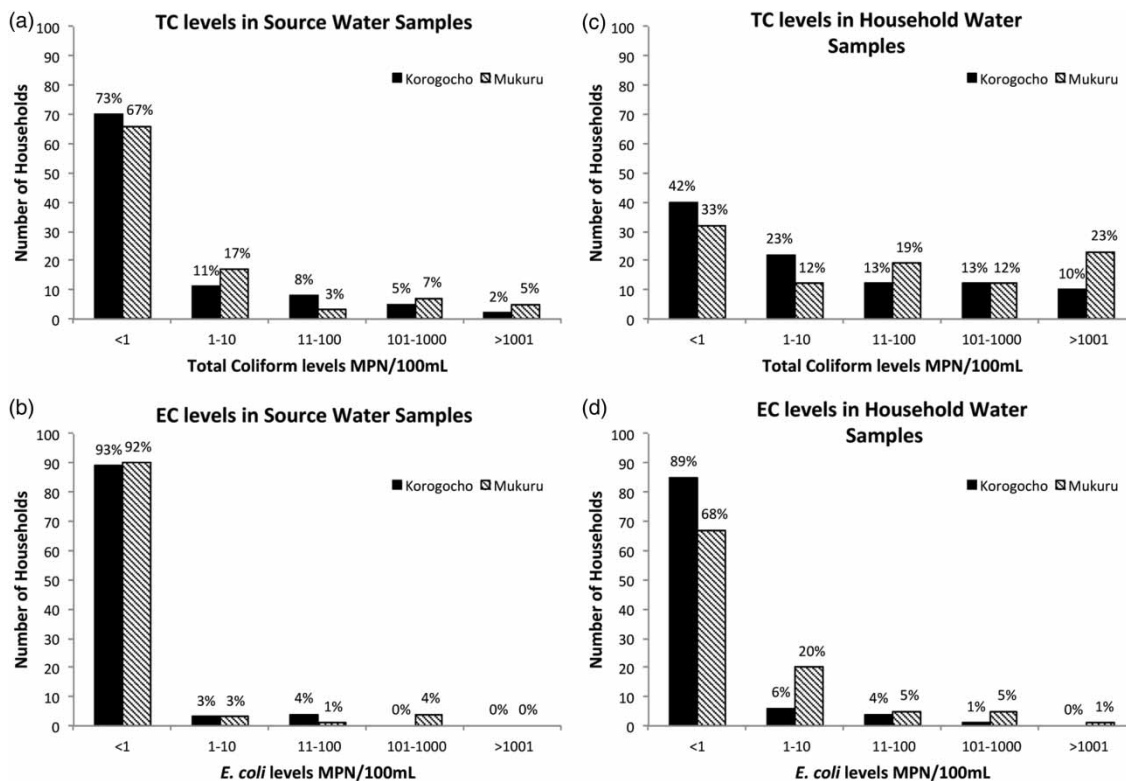 (a)
TC levels in Source Water Samples
Number of Households
100
90
80
70
60
50
40
30
20
10
0
Korogocho Mukuru
73% 67%
11% 17%
8% 3%
5% 7%
2% 5%
<1 1-10 11-100 101-1000 >1001
Total Coliform levels MPN/100mL
(c)
TC levels in Household Water
Samples
Number of Households
100
90
80
70
60
50
40
30
20
10
0
Korogocho Mukuru
42% 33%
23% 12%
13% 19%
13% 12%
10% 23%
<1 1-10 11-100 101-1000 >1001
Total Coliform levels MPN/100mL
(b)
EC levels in Source Water Samples
Number of Households
100
90
80
70
60
50
40
30
20
10
0
Korogocho Mukuru
93% 92%
3% 3%
4% 1%
0% 4%
0% 0%
<1 1-10 11-100 101-1000 >1001
E. coli levels MPN/100mL
(d)
EC levels in Household Water
Samples
Number of Households
100
90
80
70
60
50
40
30
20
10
0
Korogocho Mukuru
89% 68%
6% 20%
4% 5%
1% 5%
0% 1%
<1 1-10 11-100 101-1000 >1001
E. coli levels MPN/100mL